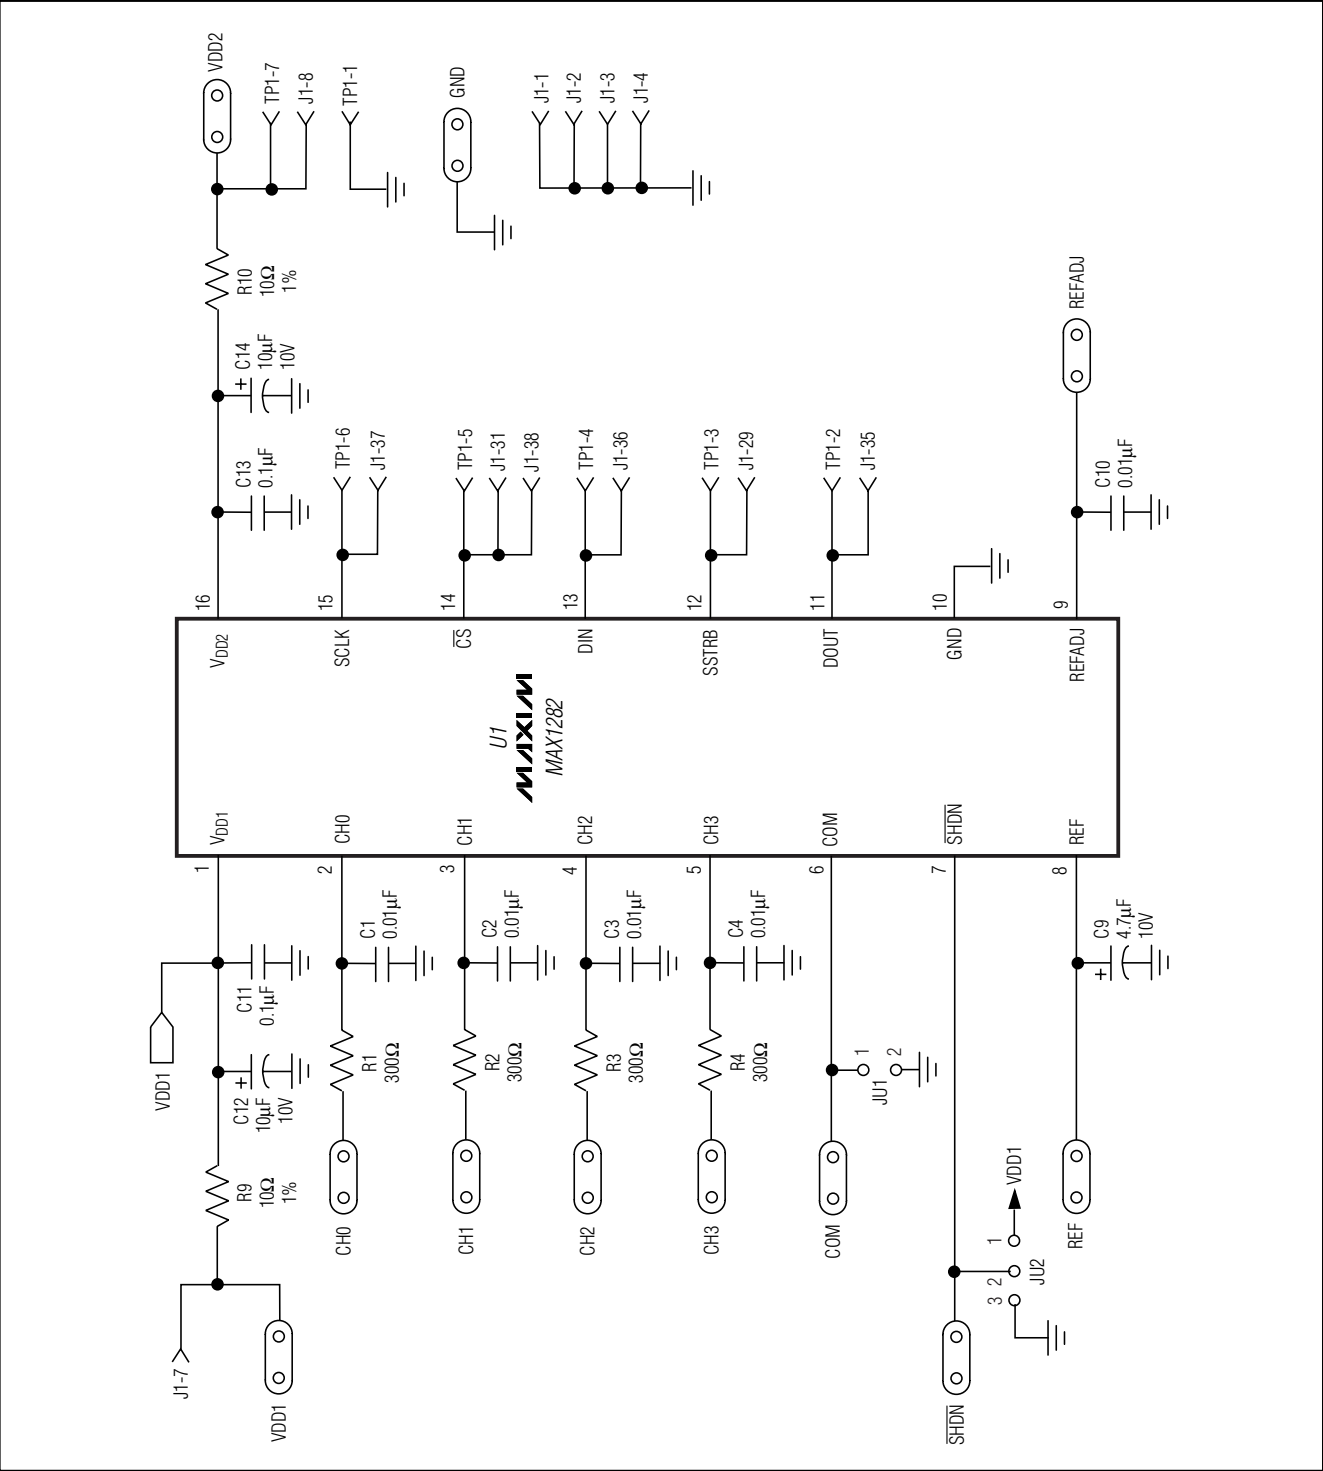 J1-7
VDD1
R9
10Ω
1%
C12
10µF
10V
VDD1
C11
0.1µF
1
VDD1
VDD2
16
C13
0.1µF
C14
10µF
10V
R10
10Ω
1%
VDD2
TP1-7
J1-8
TP1-1
GND
J1-1
J1-2
J1-3
J1-4
CH0
R1
300Ω
C1
0.01µF
2
CH0
SCLK
15
TP1-6
J1-37
CH1
R2
300Ω
C2
0.01µF
3
CH1
U1
MAXIM
MAX1282
CS
14
TP1-5
J1-31
J1-38
CH2
R3
300Ω
C3
0.01µF
4
CH2
DIN
13
TP1-4
J1-36
CH3
R4
300Ω
C4
0.01µF
5
CH3
SSTRB
12
TP1-3
J1-29
COM
JU1
1
2
6
COM
DOUT
11
TP1-2
J1-35
SHDN
3
2
1
JU2
VDD1
7
SHDN
GND
10
REF
C9
4.7µF
10V
8
REF
REFADJ
9
C10
0.01µF
REFADJ